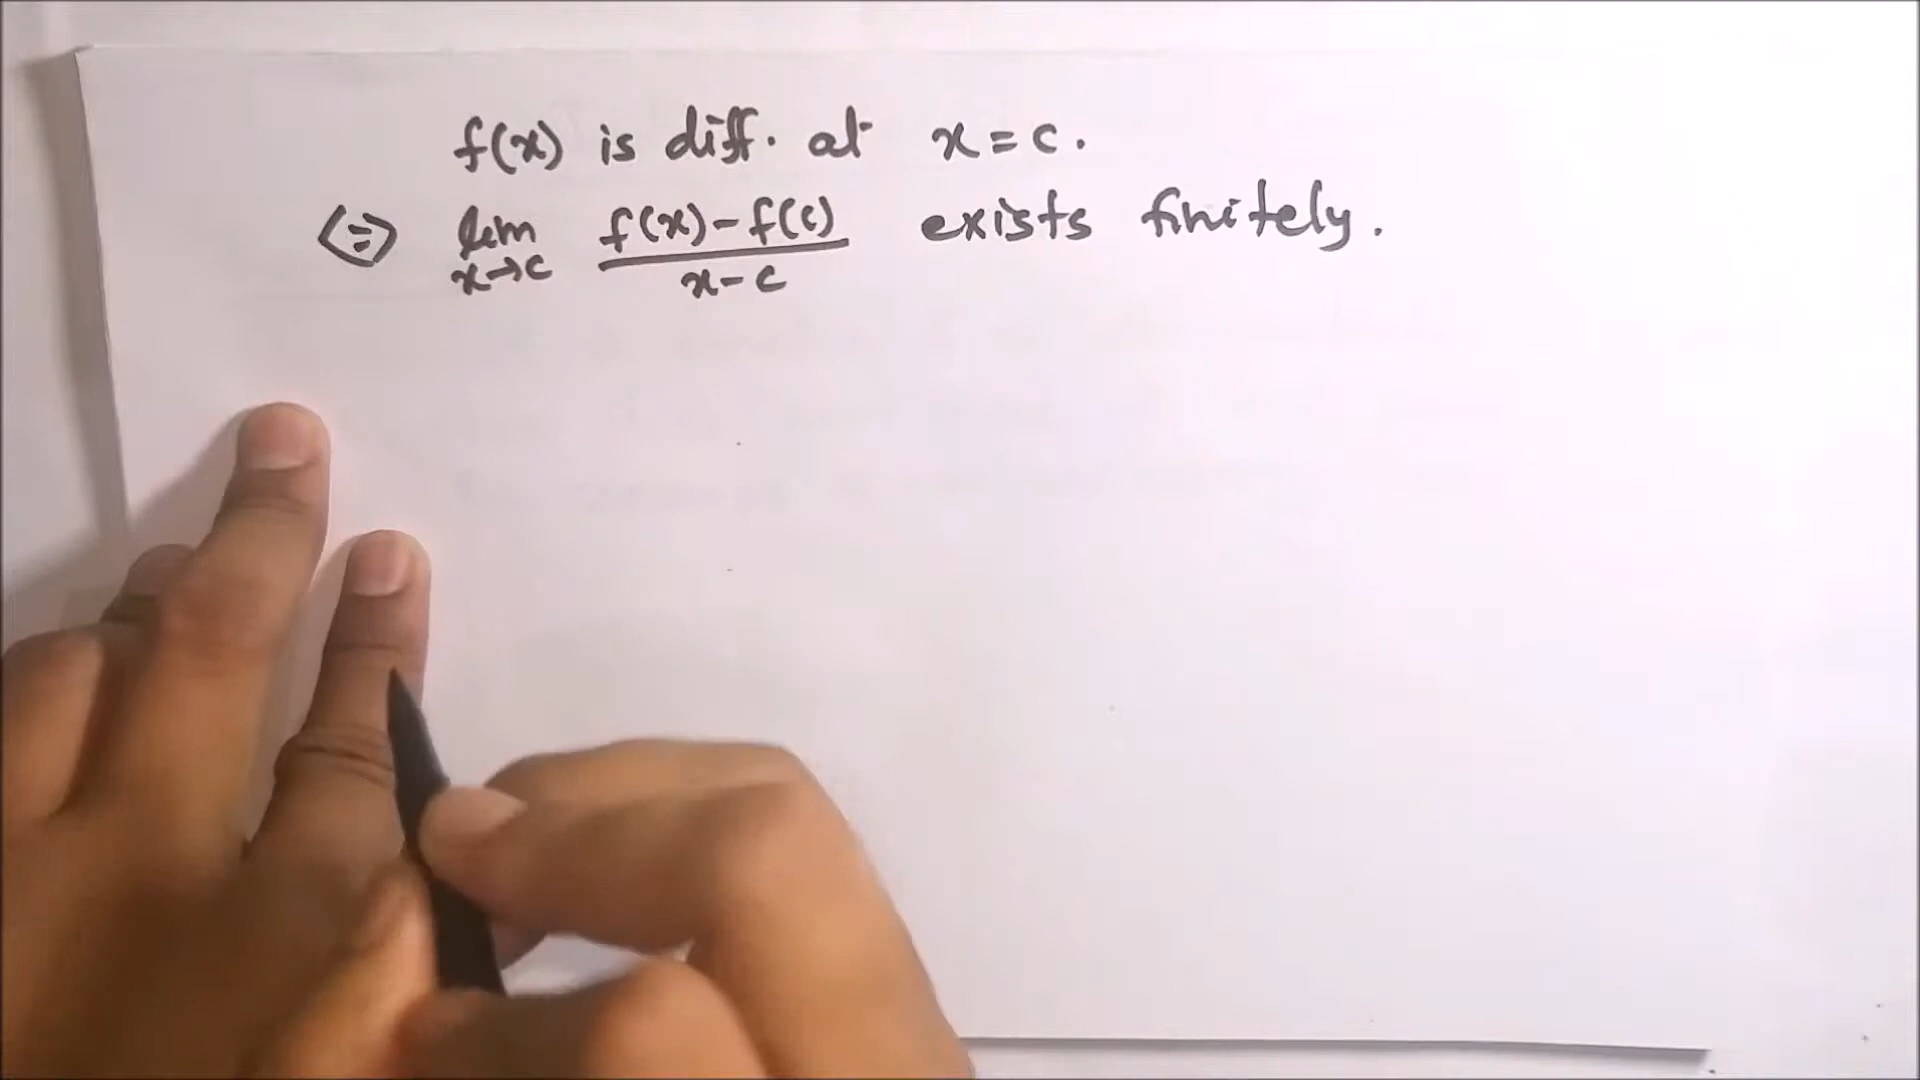 f(x) is diff. at x = c.
<=> lim x→c f(x)-f(c) / x-c exists finitely.